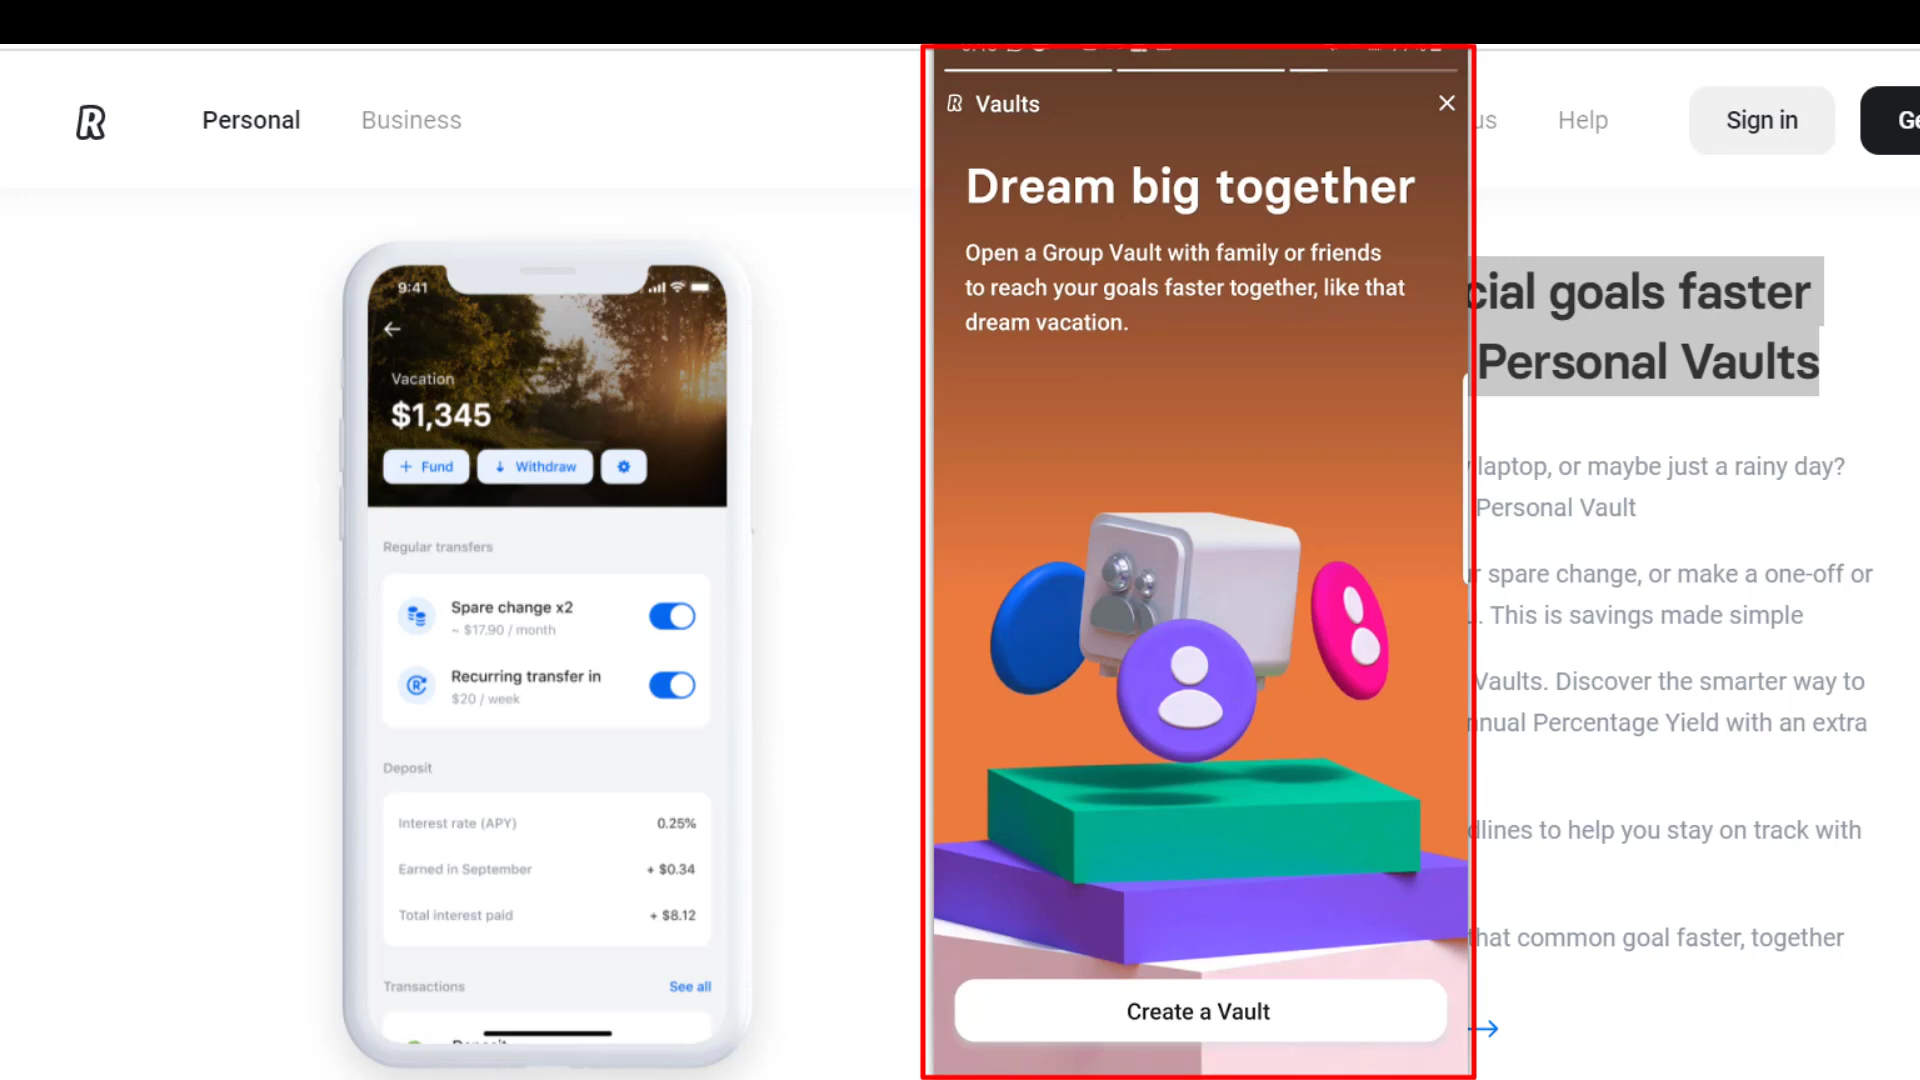 R
Personal
Business
us
Help
Sign in
Ge
9:41
Vacation
$1,345
+ Fund
Withdraw
Regular transfers
Spare change x2
~ $17.90 / month
Recurring transfer in
$20 / week
Deposit
Interest rate (APY) 0.25%
Earned in September + $0.34
Total interest paid + $8.12
Transactions See all
R Vaults
Dream big together
Open a Group Vault with family or friends
to reach your goals faster together, like that
dream vacation.
Create a Vault
cial goals faster
Personal Vaults
laptop, or maybe just a rainy day?
Personal Vault
r spare change, or make a one-off or
. This is savings made simple
Vaults. Discover the smarter way to
nnual Percentage Yield with an extra
dlines to help you stay on track with
that common goal faster, together